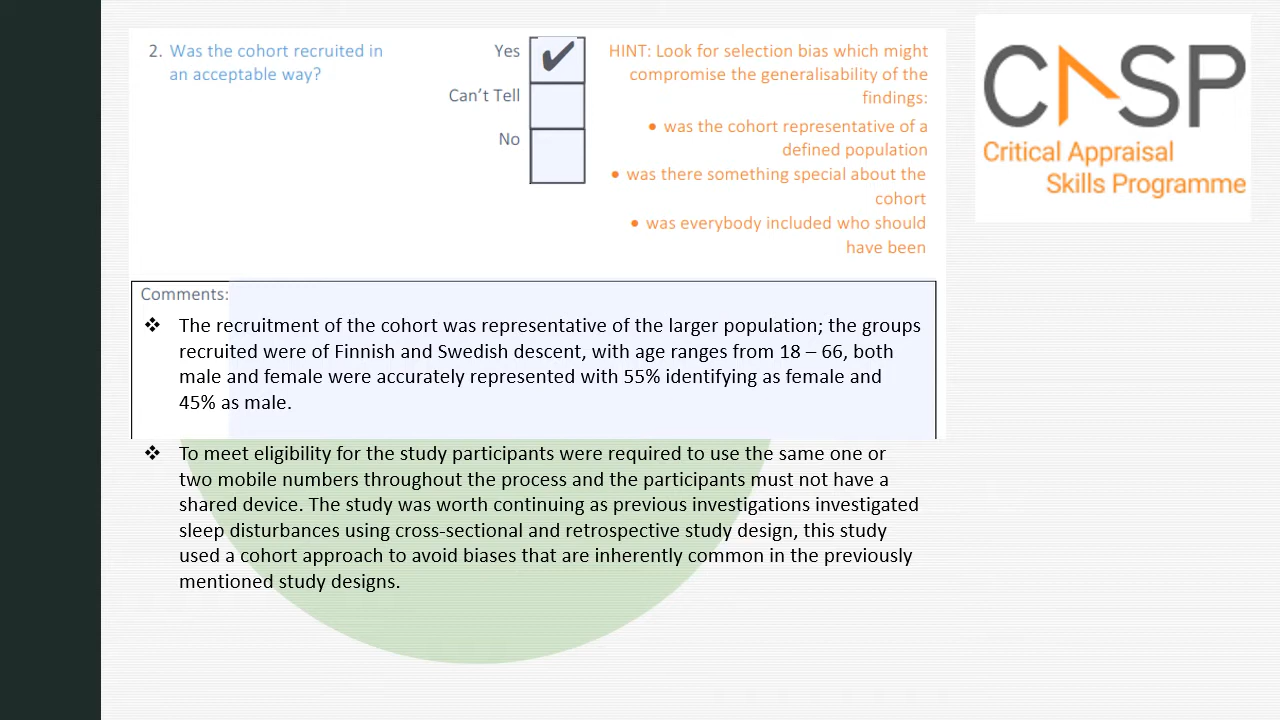 2. Was the cohort recruited in
an acceptable way?
Yes
Can't Tell
No
HINT: Look for selection bias which might
compromise the generalisability of the
findings:
• was the cohort representative of a
defined population
• was there something special about the
cohort
• was everybody included who should
have been
CASP
Critical Appraisal
Skills Programme
Comments:
❖ The recruitment of the cohort was representative of the larger population; the groups
recruited were of Finnish and Swedish descent, with age ranges from 18 – 66, both
male and female were accurately represented with 55% identifying as female and
45% as male.
❖ To meet eligibility for the study participants were required to use the same one or
two mobile numbers throughout the process and the participants must not have a
shared device. The study was worth continuing as previous investigations investigated
sleep disturbances using cross-sectional and retrospective study design, this study
used a cohort approach to avoid biases that are inherently common in the previously
mentioned study designs.